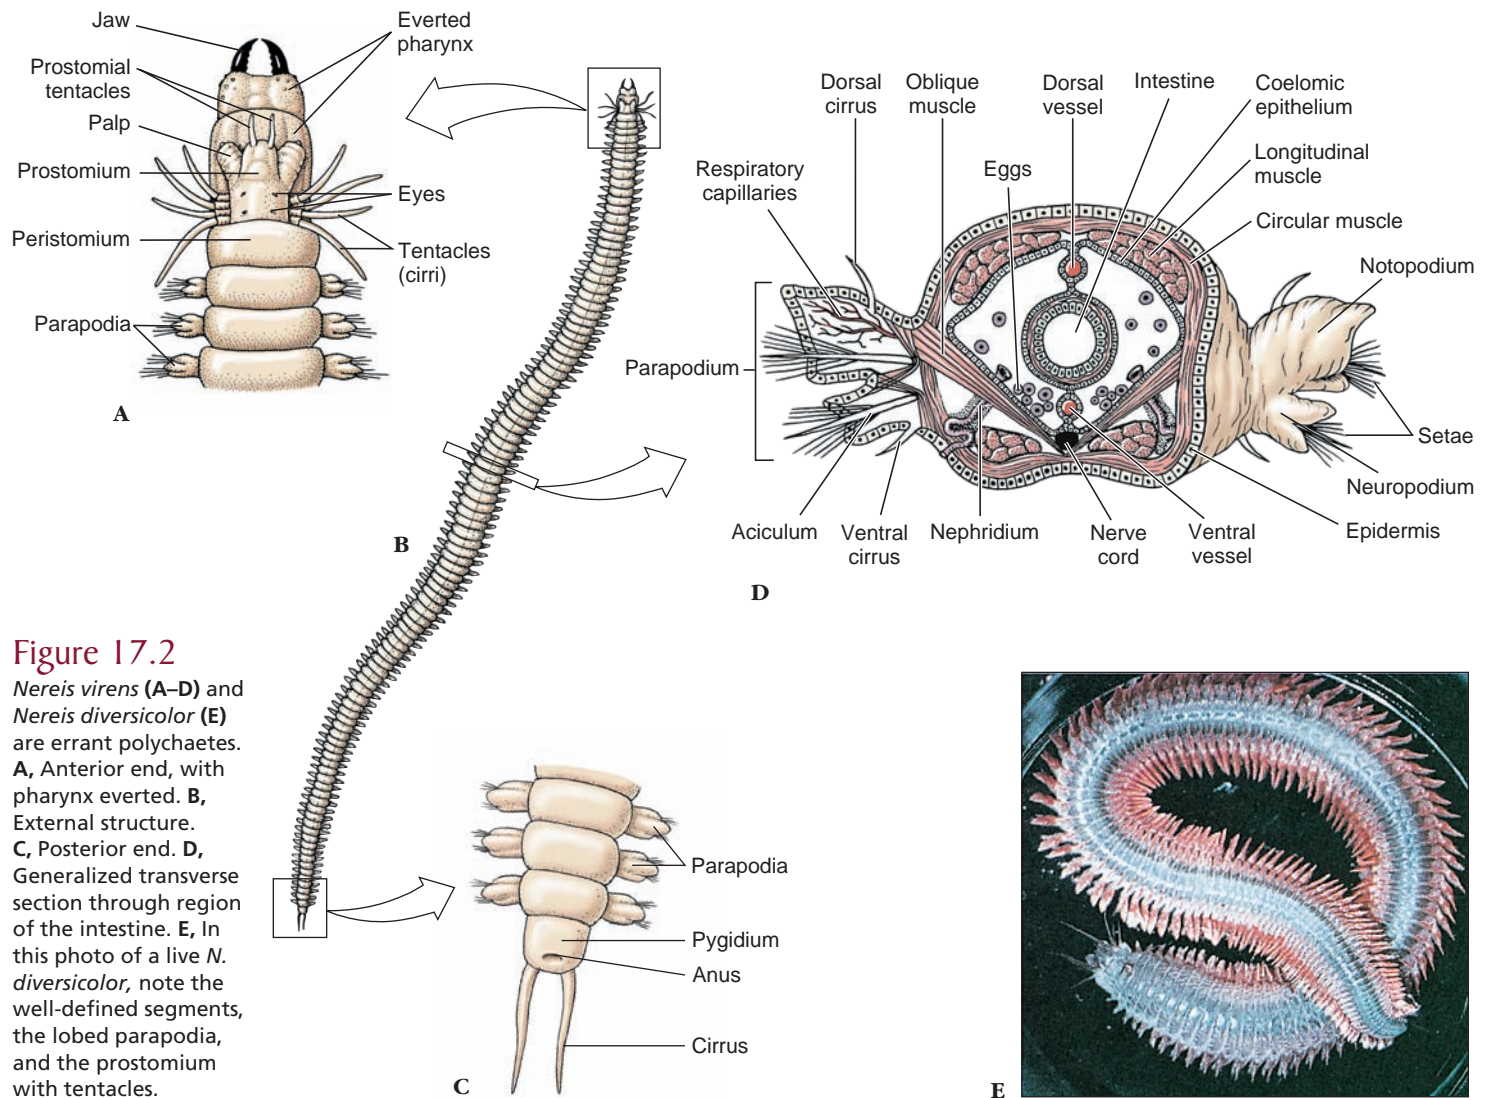 Jaw
Prostomial
tentacles
Palp
Prostomium
Peristomium
Parapodia
Everted
pharynx
Eyes
Tentacles
(cirri)
A
B
Dorsal
cirrus
Oblique
muscle
Dorsal
vessel
Intestine
Coelomic
epithelium
Respiratory
capillaries
Eggs
Longitudinal
muscle
Circular muscle
Notopodium
Parapodium
Setae
Neuropodium
Aciculum
Ventral
cirrus
Nephridium
Nerve
cord
Ventral
vessel
Epidermis
D
Figure 17.2
Nereis virens (A–D) and
Nereis diversicolor (E)
are errant polychaetes.
A, Anterior end, with
pharynx everted. B,
External structure.
C, Posterior end. D,
Generalized transverse
section through region
of the intestine. E, In
this photo of a live N.
diversicolor, note the
well-defined segments,
the lobed parapodia,
and the prostomium
with tentacles.
Parapodia
Pygidium
Anus
Cirrus
C
E